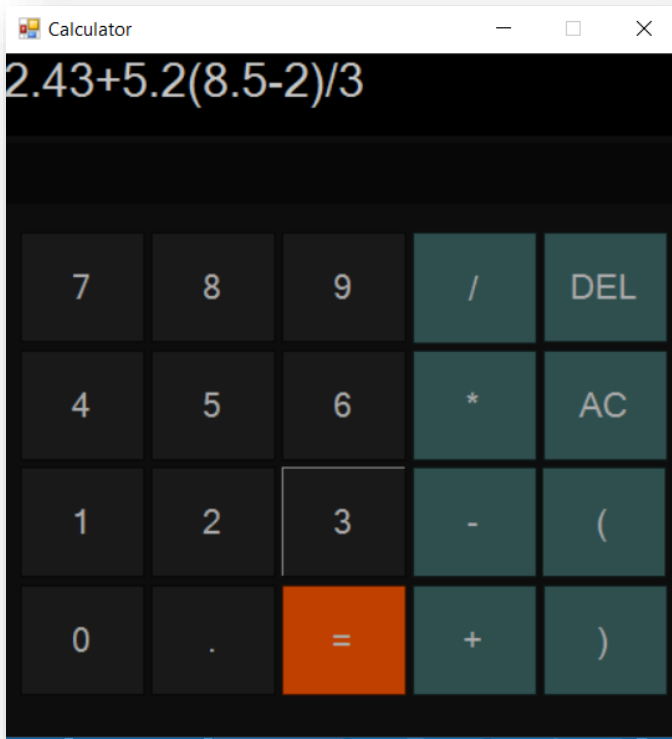 Calculator
2.43+5.2(8.5-2)/3
7 8 9 / DEL
4 5 6 * AC
1 2 3 - (
0 . = + )